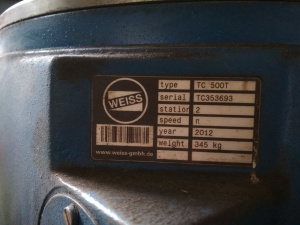 WEISS
type TC 500T
serial TC353693
station 2
speed n
year 2012
weight 345 kg
www.weiss-gmbh.de